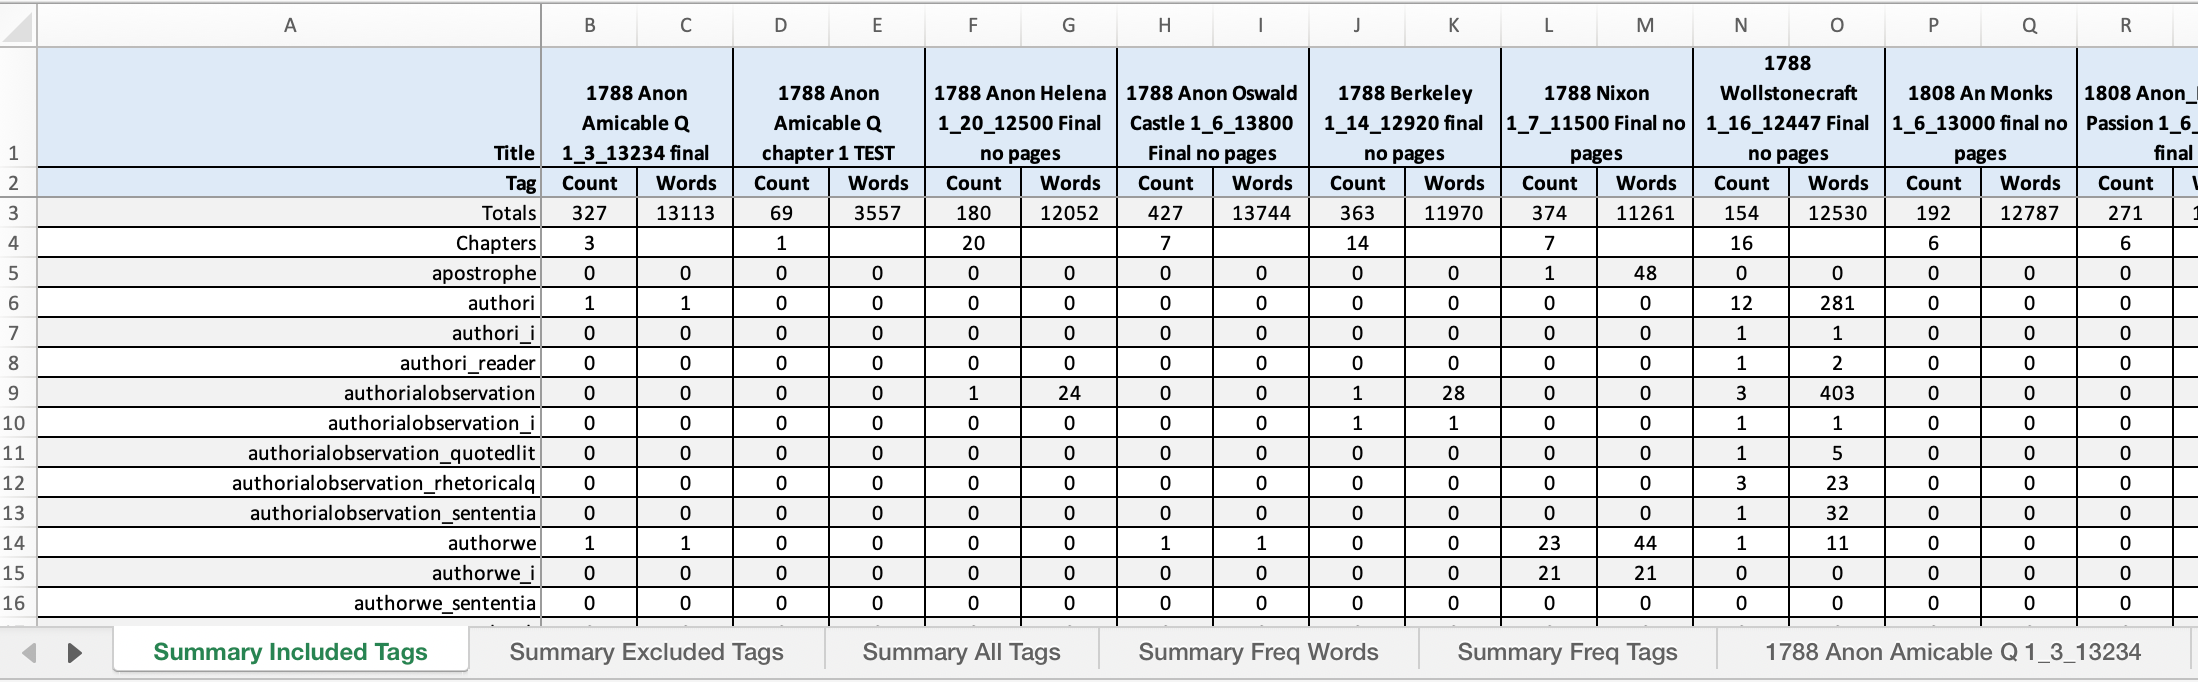 A B C D E F G H I J K L M N O P Q R
1 Title 1788 Anon Amicable Q 1_3_13234 final 1788 Anon Amicable Q chapter 1 TEST 1788 Anon Helena 1_20_12500 Final no pages 1788 Anon Oswald Castle 1_6_13800 Final no pages 1788 Berkeley 1_14_12920 final no pages 1788 Nixon 1_7_11500 Final no pages 1788 Wollstonecraft 1_16_12447 Final no pages 1808 An Monks 1_6_13000 final no pages 1808 Anon_ Passion 1_6_ final
2 Tag Count Words Count Words Count Words Count Words Count Words Count Words Count Words Count Words Count
3 Totals 327 13113 69 3557 180 12052 427 13744 363 11970 374 11261 154 12530 192 12787 271
4 Chapters 3 1 20 7 14 7 16 6 6
5 apostrophe 0 0 0 0 0 0 0 0 0 0 1 48 0 0 0 0 0
6 authori 1 1 0 0 0 0 0 0 0 0 0 0 12 281 0 0 0
7 authori_i 0 0 0 0 0 0 0 0 0 0 0 0 1 1 0 0 0
8 authori_reader 0 0 0 0 0 0 0 0 0 0 0 0 1 2 0 0 0
9 authorialobservation 0 0 0 0 1 24 0 0 1 28 0 0 3 403 0 0 0
10 authorialobservation_i 0 0 0 0 0 0 0 0 1 1 0 0 1 1 0 0 0
11 authorialobservation_quotedlit 0 0 0 0 0 0 0 0 0 0 0 0 1 5 0 0 0
12 authorialobservation_rhetoricalq 0 0 0 0 0 0 0 0 0 0 0 0 3 23 0 0 0
13 authorialobservation_sententia 0 0 0 0 0 0 0 0 0 0 0 0 1 32 0 0 0
14 authorwe 1 1 0 0 0 0 1 1 0 0 23 44 1 11 0 0 0
15 authorwe_i 0 0 0 0 0 0 0 0 0 0 21 21 0 0 0 0 0
16 authorwe_sententia 0 0 0 0 0 0 0 0 0 0 0 0 0 0 0 0 0
Summary Included Tags Summary Excluded Tags Summary All Tags Summary Freq Words Summary Freq Tags 1788 Anon Amicable Q 1_3_13234